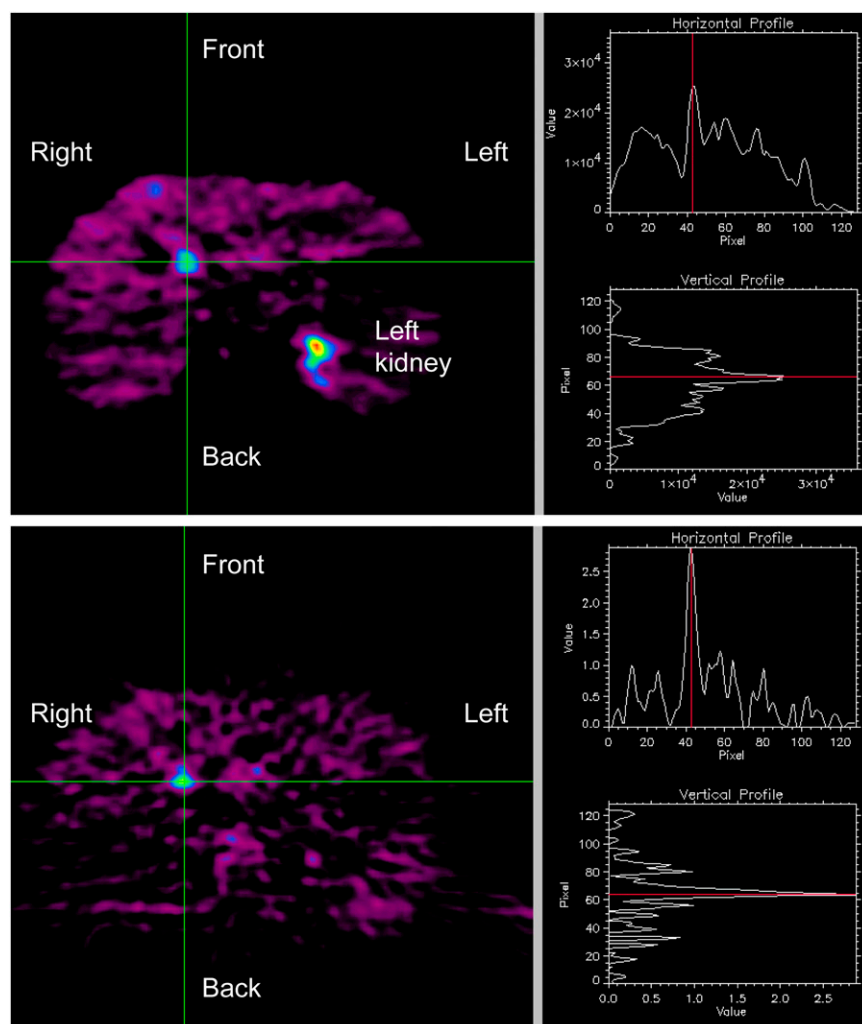 Front
Right
Left
Left
kidney
Back
Horizontal Profile
Value
3×10⁴
2×10⁴
1×10⁴
0
0 20 40 60 80 100 120
Pixel
Vertical Profile
Pixel
120
100
80
60
40
20
0
0 1×10⁴ 2×10⁴ 3×10⁴
Value
Front
Right
Left
Back
Horizontal Profile
Value
2.5
2.0
1.5
1.0
0.5
0.0
0 20 40 60 80 100 120
Pixel
Vertical Profile
Pixel
120
100
80
60
40
20
0
0.0 0.5 1.0 1.5 2.0 2.5
Value